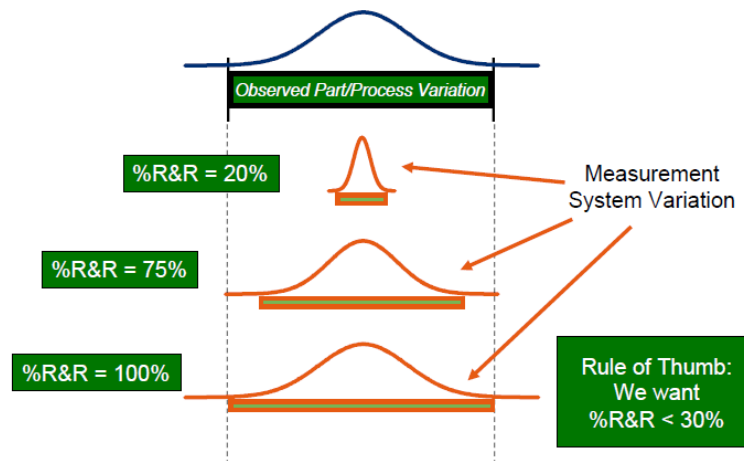 Observed Part/Process Variation
%R&R = 20%
Measurement
System Variation
%R&R = 75%
%R&R = 100%
Rule of Thumb:
We want
%R&R < 30%